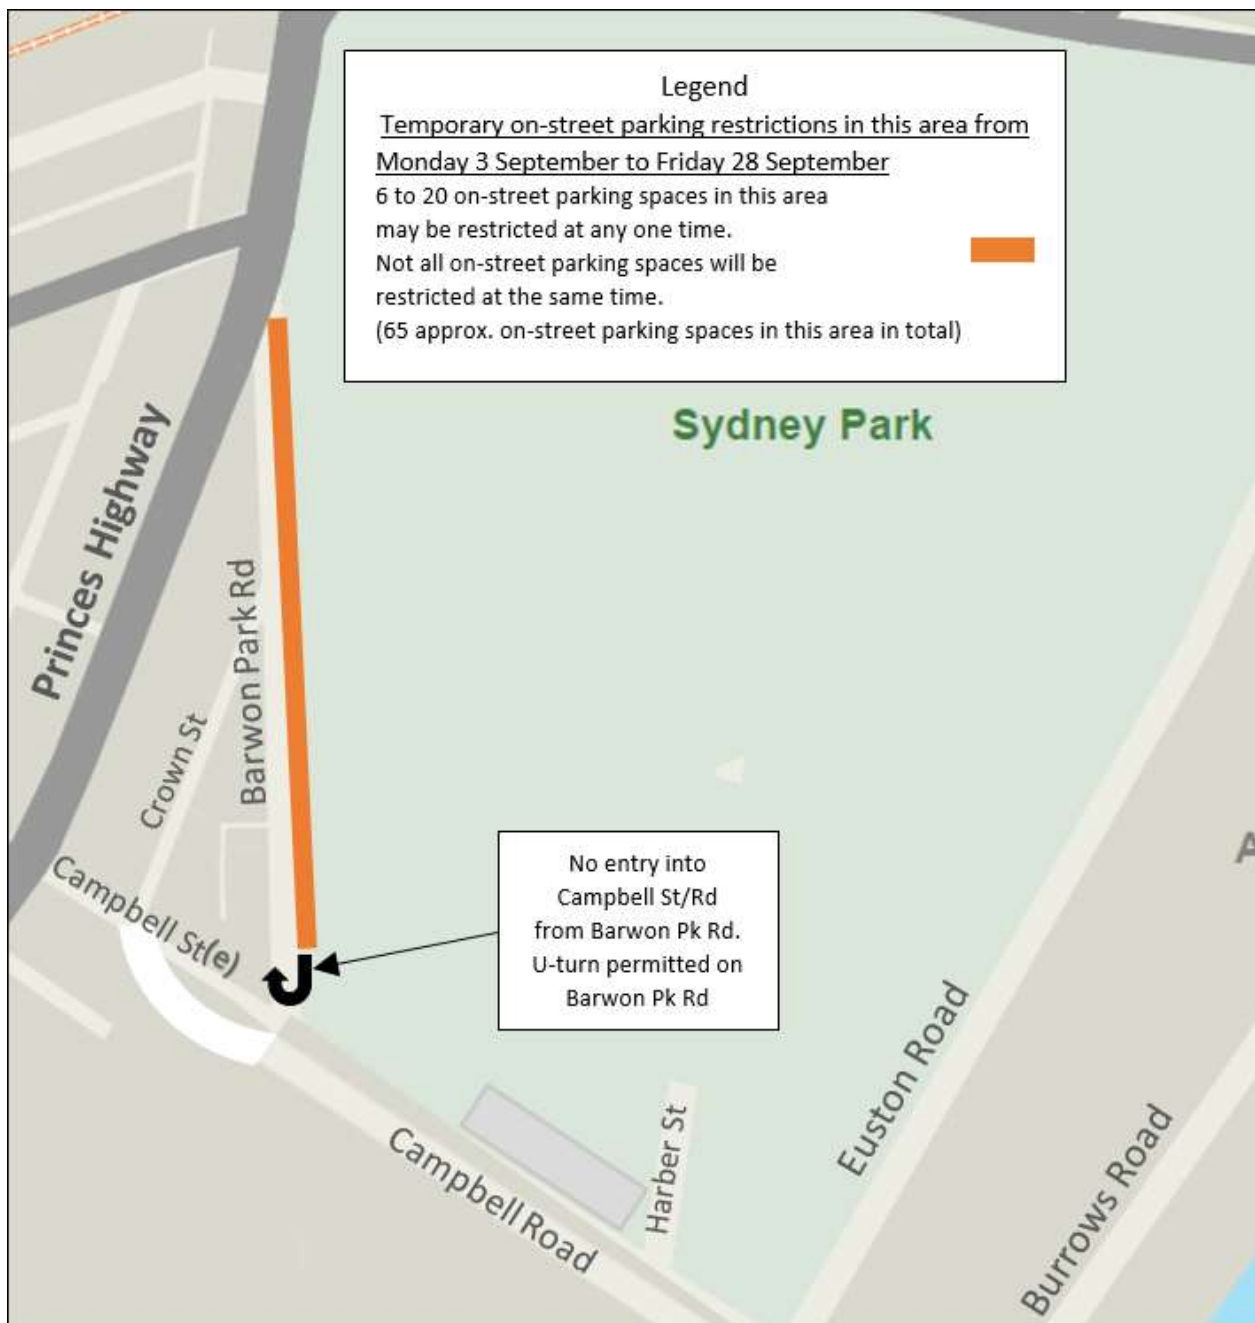 Legend
Temporary on-street parking restrictions in this area from
Monday 3 September to Friday 28 September
6 to 20 on-street parking spaces in this area
may be restricted at any one time.
Not all on-street parking spaces will be
restricted at the same time.
(65 approx. on-street parking spaces in this area in total)
Sydney Park
Princes Highway
Barwon Park Rd
Crown St
Campbell St(e)
No entry into
Campbell St/Rd
from Barwon Pk Rd.
U-turn permitted on
Barwon Pk Rd
A
Campbell Road
Harber St
Euston Road
Burrows Road